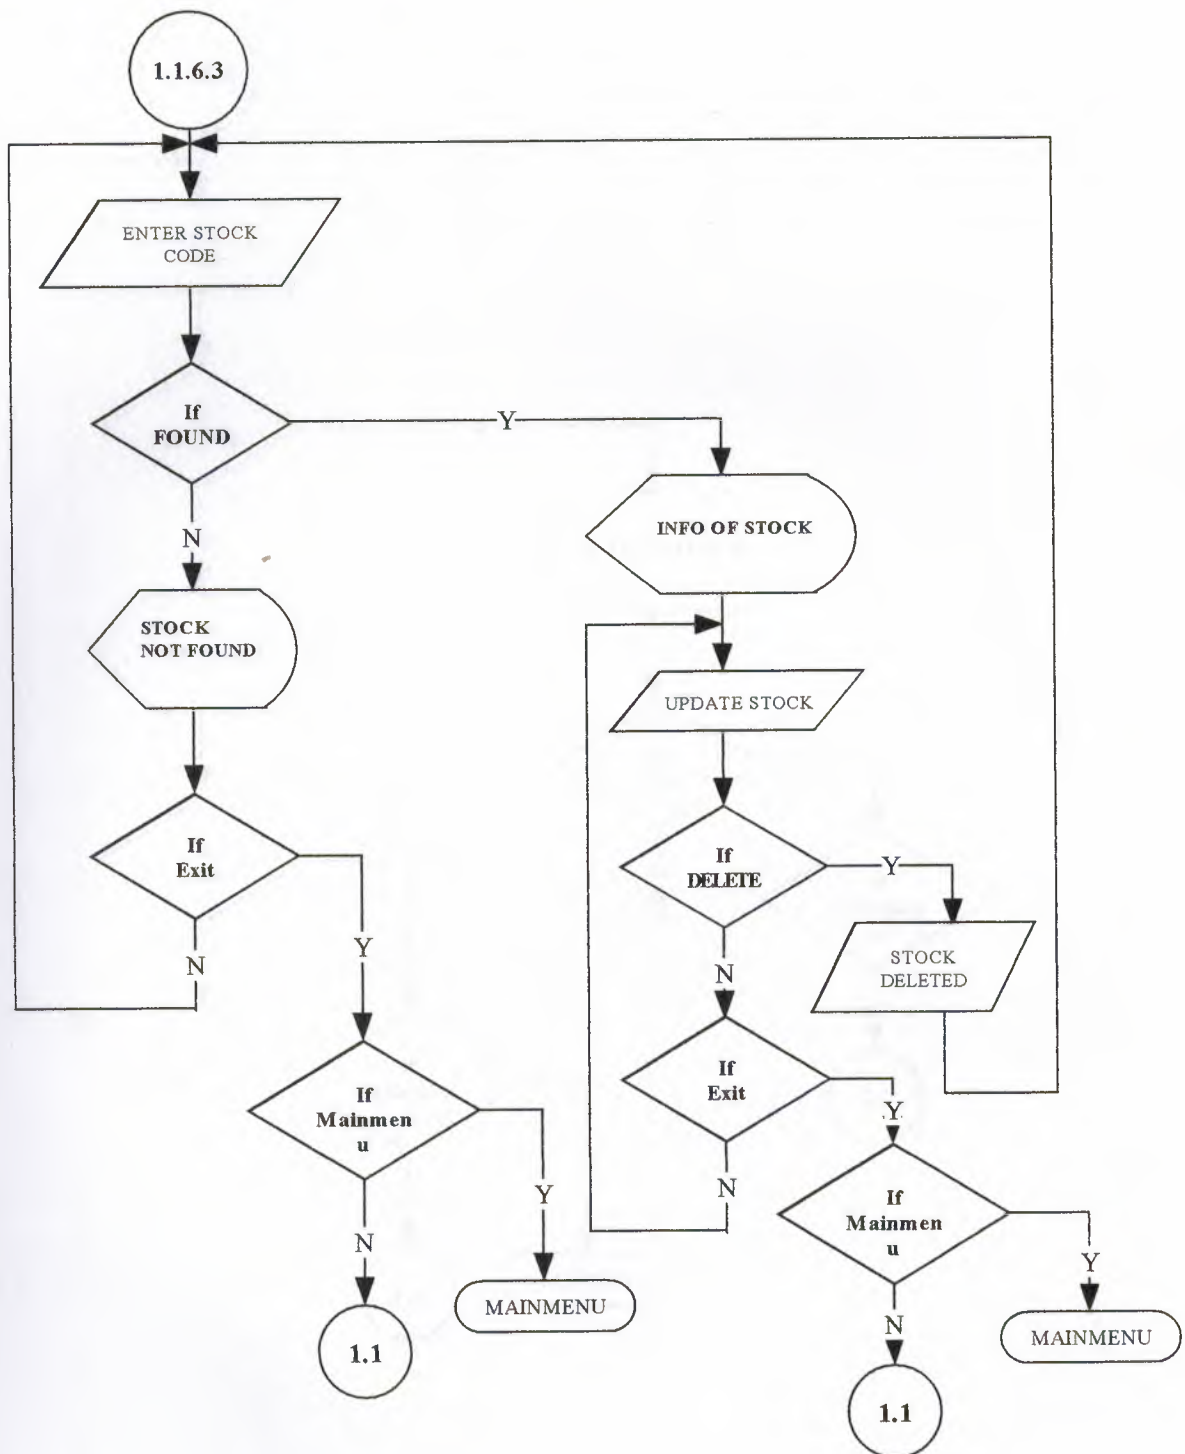 1.1.6.3
ENTER STOCK
CODE
If
FOUND
Y
N
INFO OF STOCK
STOCK
NOT FOUND
UPDATE STOCK
If
Exit
If
DELETE
Y
Y
N
N
STOCK
DELETED
If
Mainmen
u
If
Exit
Y
Y
N
N
If
Mainmen
u
Y
N
MAINMENU
MAINMENU
1.1
1.1